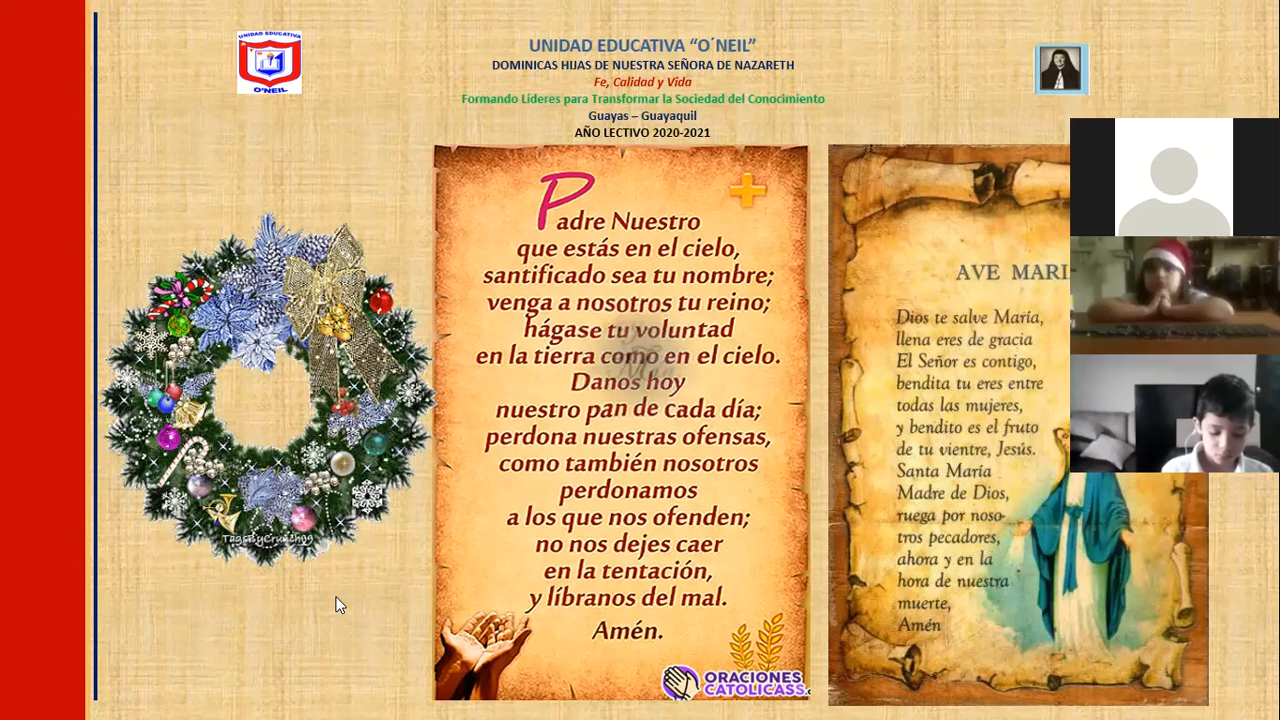 UNIDAD EDUCATIVA
O´NEIL
UNIDAD EDUCATIVA “O´NEIL”
DOMINICAS HIJAS DE NUESTRA SEÑORA DE NAZARETH
Fe, Calidad y Vida
Formando Líderes para Transformar la Sociedad del Conocimiento
Guayas – Guayaquil
AÑO LECTIVO 2020-2021
TagsByCrunch99
Padre Nuestro
que estás en el cielo,
santificado sea tu nombre;
venga a nosotros tu reino;
hágase tu voluntad
en la tierra como en el cielo.
Danos hoy
nuestro pan de cada día;
perdona nuestras ofensas,
como también nosotros
perdonamos
a los que nos ofenden;
no nos dejes caer
en la tentación,
y líbranos del mal.
Amén.
ORACIONES
CATOLICASS.
AVE MARI
Dios te salve María,
llena eres de gracia
El Señor es contigo,
bendita tu eres entre
todas las mujeres,
y bendito es el fruto
de tu vientre, Jesús.
Santa María
Madre de Dios,
ruega por noso-
tros pecadores,
ahora y en la
hora de nuestra
muerte,
Amén